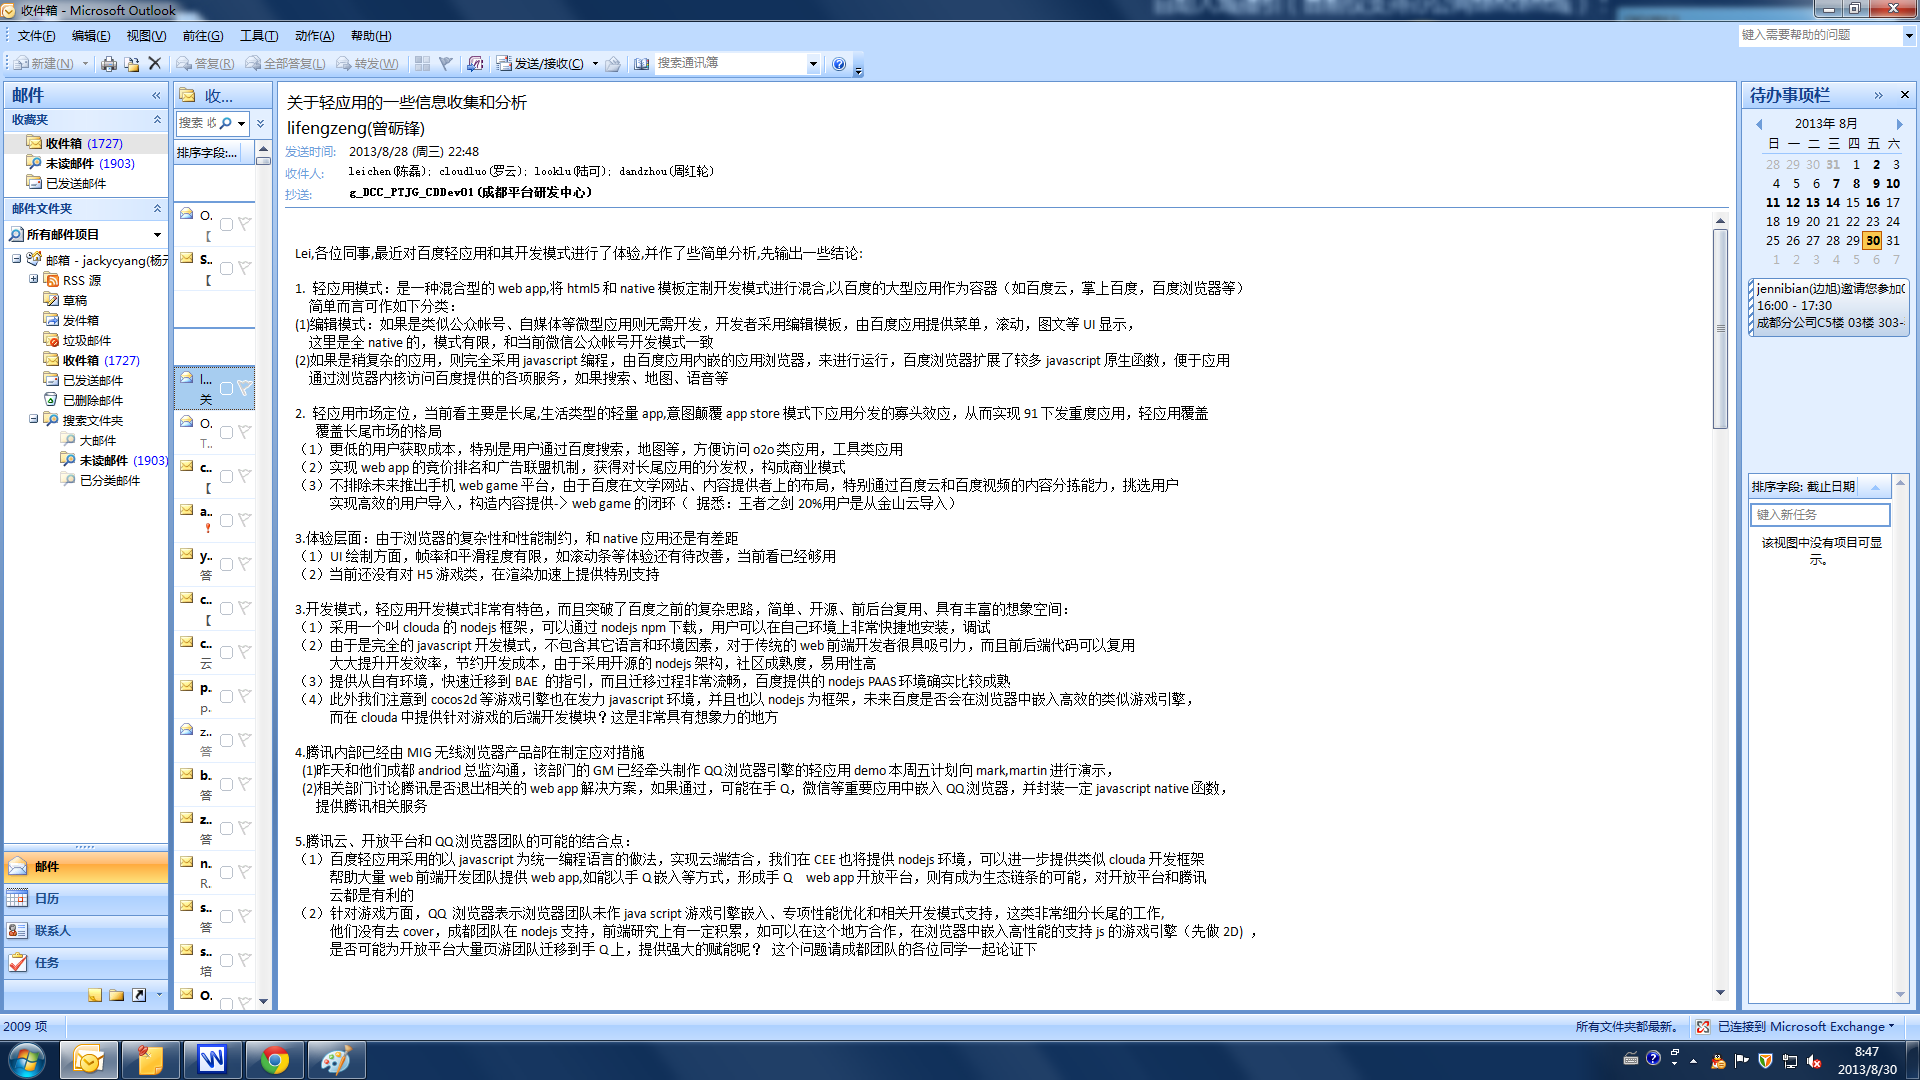 收件箱 - Microsoft Outlook
文件(F) 编辑(E) 视图(V) 前往(G) 工具(T) 动作(A) 帮助(H)
键入需要帮助的问题
新建(N) 答复(R) 全部答复(L) 转发(W) 发送/接收(C) 搜索通讯簿
邮件
收藏夹
收件箱 (1727)
未读邮件 (1903)
已发送邮件
邮件文件夹
所有邮件项目
邮箱 - jackycyang(杨
RSS 源
草稿
发件箱
垃圾邮件
收件箱 (1727)
已发送邮件
已删除邮件
搜索文件夹
大邮件
未读邮件 (1903)
已分类邮件
邮件
日历
联系人
任务
收...
搜索 收
排序字段:...
O.
【
S.
【
l...
关
O.
T..
c..
【
a..
y..
答
c..
【
c..
云
p..
p.
z..
答
b..
答
z..
答
n..
R.
s..
答
s..
培
O.
关于轻应用的一些信息收集和分析
lifengzeng(曾砺锋)
发送时间: 2013/8/28 (周三) 22:48
收件人: leichen(陈磊); cloudluo(罗云); looklu(陆可); dandzhou(周红轮)
抄送: g_DCC_PTJG_CDDev01(成都平台研发中心)
Lei,各位同事,最近对百度轻应用和其开发模式进行了体验,并作了些简单分析,先输出一些结论:
1. 轻应用模式：是一种混合型的 web app,将 html5 和 native 模板定制开发模式进行混合,以百度的大型应用作为容器（如百度云，掌上百度，百度浏览器等）
简单而言可作如下分类：
(1)编辑模式：如果是类似公众帐号、自媒体等微型应用则无需开发，开发者采用编辑模板，由百度应用提供菜单，滚动，图文等 UI 显示，
这里是全 native 的，模式有限，和当前微信公众帐号开发模式一致
(2)如果是稍复杂的应用，则完全采用 javascript 编程，由百度应用内嵌的应用浏览器，来进行运行，百度浏览器扩展了较多 javascript 原生函数，便于应用
通过浏览器内核访问百度提供的各项服务，如果搜索、地图、语音等
2. 轻应用市场定位，当前看主要是长尾,生活类型的轻量 app,意图颠覆 app store 模式下应用分发的寡头效应，从而实现 91 下发重度应用，轻应用覆盖
覆盖长尾市场的格局
（1）更低的用户获取成本，特别是用户通过百度搜索，地图等，方便访问 o2o 类应用，工具类应用
（2）实现 web app 的竞价排名和广告联盟机制，获得对长尾应用的分发权，构成商业模式
（3）不排除未来推出手机 web game 平台，由于百度在文学网站、内容提供者上的布局，特别通过百度云和百度视频的内容分拣能力，挑选用户
实现高效的用户导入，构造内容提供-> web game 的闭环（ 据悉：王者之剑 20%用户是从金山云导入）
3.体验层面：由于浏览器的复杂性和性能制约，和 native 应用还是有差距
（1）UI 绘制方面，帧率和平滑程度有限，如滚动条等体验还有待改善，当前看已经够用
（2）当前还没有对 H5 游戏类，在渲染加速上提供特别支持
3.开发模式，轻应用开发模式非常有特色，而且突破了百度之前的复杂思路，简单、开源、前后台复用、具有丰富的想象空间：
（1）采用一个叫 clouda 的 nodejs 框架，可以通过 nodejs npm 下载，用户可以在自己环境上非常快捷地安装，调试
（2）由于是完全的 javascript 开发模式，不包含其它语言和环境因素，对于传统的 web 前端开发者很具吸引力，而且前后端代码可以复用
大大提升开发效率，节约开发成本，由于采用开源的 nodejs 架构，社区成熟度，易用性高
（3）提供从自有环境，快速迁移到 BAE 的指引，而且迁移过程非常流畅，百度提供的 nodejs PAAS 环境确实比较成熟
（4）此外我们注意到 cocos2d 等游戏引擎也在发力 javascript 环境，并且也以 nodejs 为框架，未来百度是否会在浏览器中嵌入高效的类似游戏引擎，
而在 clouda 中提供针对游戏的后端开发模块？这是非常具有想象力的地方
4.腾讯内部已经由 MIG 无线浏览器产品部在制定应对措施
(1)昨天和他们成都 andriod 总监沟通，该部门的 GM 已经牵头制作 QQ 浏览器引擎的轻应用 demo 本周五计划向 mark,martin 进行演示，
(2)相关部门讨论腾讯是否退出相关的 web app 解决方案，如果通过，可能在手 Q，微信等重要应用中嵌入 QQ 浏览器，并封装一定 javascript native 函数，
提供腾讯相关服务
5.腾讯云、开放平台和 QQ 浏览器团队的可能的结合点：
（1）百度轻应用采用的以 javascript 为统一编程语言的做法，实现云端结合，我们在 CEE 也将提供 nodejs 环境，可以进一步提供类似 clouda 开发框架
帮助大量 web 前端开发团队提供 web app,如能以手 Q 嵌入等方式，形成手 Q web app 开放平台，则有成为生态链条的可能，对开放平台和腾讯
云都是有利的
（2）针对游戏方面，QQ 浏览器表示浏览器团队未作 java script 游戏引擎嵌入、专项性能优化和相关开发模式支持，这类非常细分长尾的工作,
他们没有去 cover，成都团队在 nodejs 支持，前端研究上有一定积累，如可以在这个地方合作，在浏览器中嵌入高性能的支持 js 的游戏引擎（先做 2D），
是否可能为开放平台大量页游团队迁移到手 Q 上，提供强大的赋能呢？ 这个问题请成都团队的各位同学一起论证下
待办事项栏
2013年 8月
日 一 二 三 四 五 六
28 29 30 31 1 2 3
4 5 6 7 8 9 10
11 12 13 14 15 16 17
18 19 20 21 22 23 24
25 26 27 28 29 30 31
1 2 3 4 5 6 7
jennibian(边旭)邀请您参加
16:00 - 17:30
成都分公司C5楼 03楼 303-
排序字段: 截止日期
键入新任务
该视图中没有项目可显
示。
2009 项
所有文件夹都最新。 已连接到 Microsoft Exchange
8:47
2013/8/30